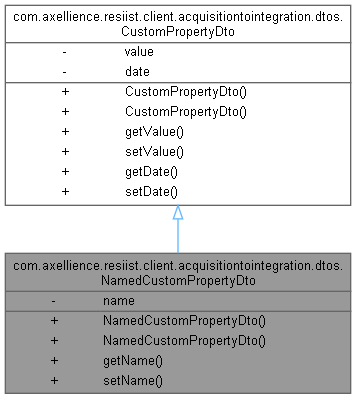 com.axellience.resiist.client.acquisitiontointegration.dtos.
CustomPropertyDto
- value
- date
+ CustomPropertyDto()
+ CustomPropertyDto()
+ getValue()
+ setValue()
+ getDate()
+ setDate()
com.axellience.resiist.client.acquisitiontointegration.dtos.
NamedCustomPropertyDto
- name
+ NamedCustomPropertyDto()
+ NamedCustomPropertyDto()
+ getName()
+ setName()